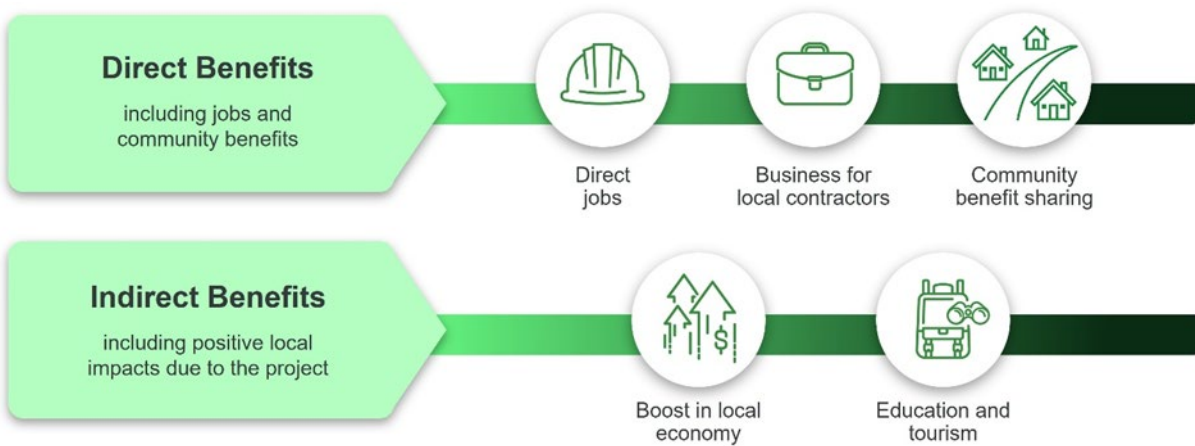 Direct Benefits
including jobs and
community benefits
Direct
jobs
Business for
local contractors
Community
benefit sharing
Indirect Benefits
including positive local
impacts due to the project
$
Boost in local
economy
Education and
tourism